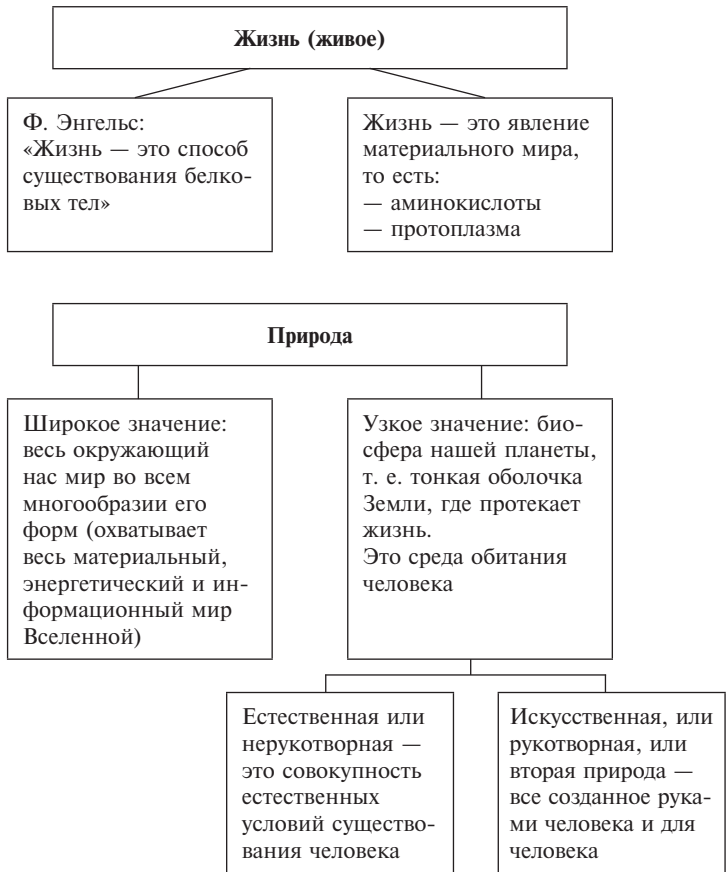 Жизнь (живое)
Ф. Энгельс:
«Жизнь — это способ
существования белко-
вых тел»
Жизнь — это явление
материального мира,
то есть:
— аминокислоты
— протоплазма
Природа
Широкое значение:
весь окружающий
нас мир во всем
многообразии его
форм (охватывает
весь материальный,
энергетический и ин-
формационный мир
Вселенной)
Узкое значение: био-
сфера нашей планеты,
т. е. тонкая оболочка
Земли, где протекает
жизнь.
Это среда обитания
человека
Естественная или
нерукотворная —
это совокупность
естественных
условий существо-
вания человека
Искусственная, или
рукотворная, или
вторая природа —
все созданное рука-
ми человека и для
человека